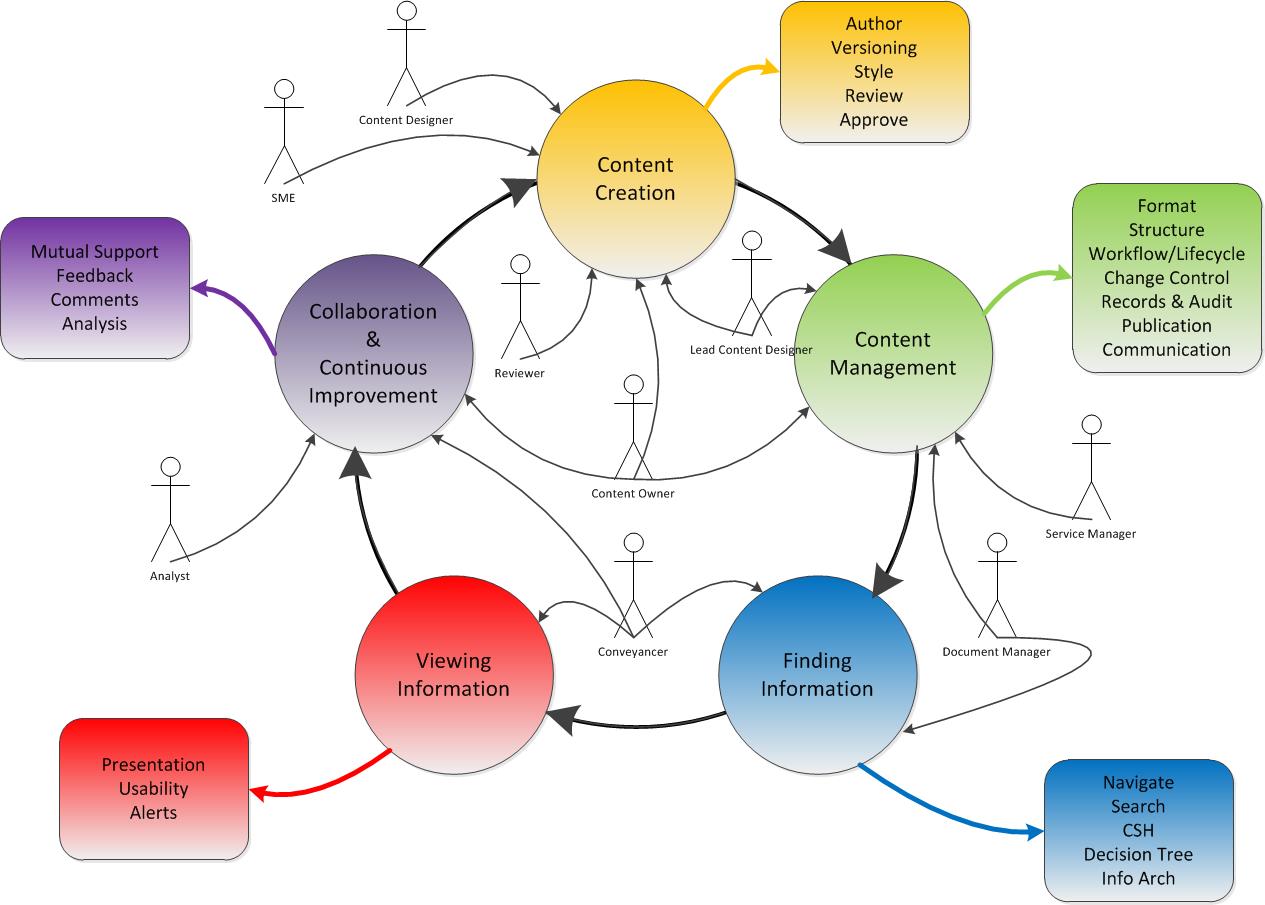 Author
Versioning
Style
Review
Approve
Content Designer
Content
Creation
SME
Format
Structure
Workflow/Lifecycle
Change Control
Records & Audit
Publication
Communication
Mutual Support
Feedback
Comments
Analysis
Collaboration
&
Continuous
Improvement
Reviewer
Lead Content Designer
Content
Management
Content Owner
Service Manager
Analyst
Conveyancer
Document Manager
Viewing
Information
Finding
Information
Presentation
Usability
Alerts
Navigate
Search
CSH
Decision Tree
Info Arch